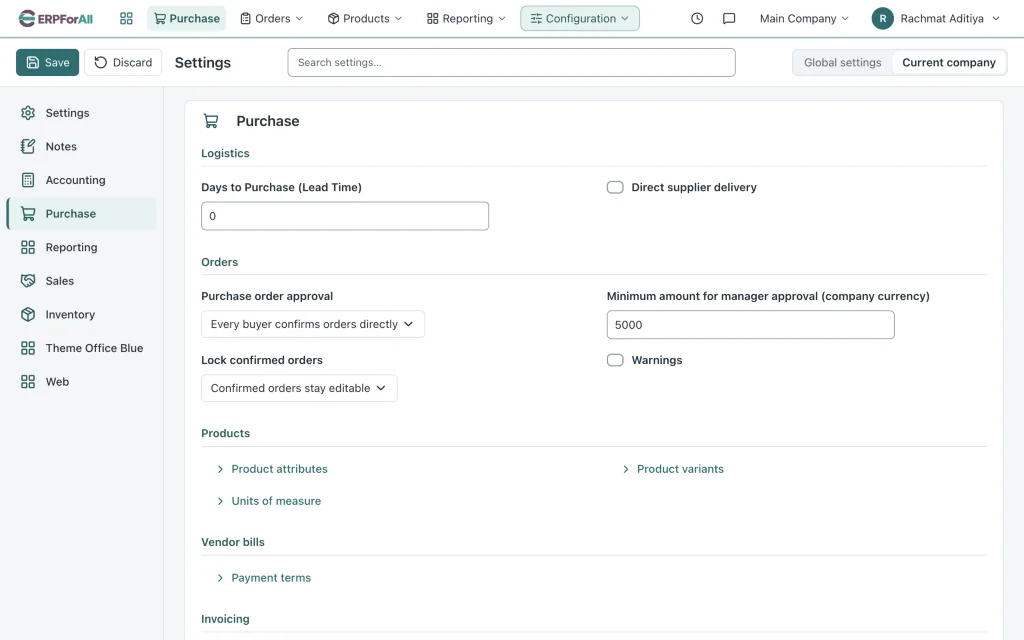 ERPForAll
Purchase
Orders
Products
Reporting
Configuration
Main Company
R
Rachmat Aditiya
Save
Discard
Settings
Search settings...
Global settings
Current company
Settings
Notes
Accounting
Purchase
Reporting
Sales
Inventory
Theme Office Blue
Web
Purchase
Logistics
Days to Purchase (Lead Time)
0
Direct supplier delivery
Orders
Purchase order approval
Every buyer confirms orders directly
Minimum amount for manager approval (company currency)
5000
Lock confirmed orders
Confirmed orders stay editable
Warnings
Products
Product attributes
Product variants
Units of measure
Vendor bills
Payment terms
Invoicing